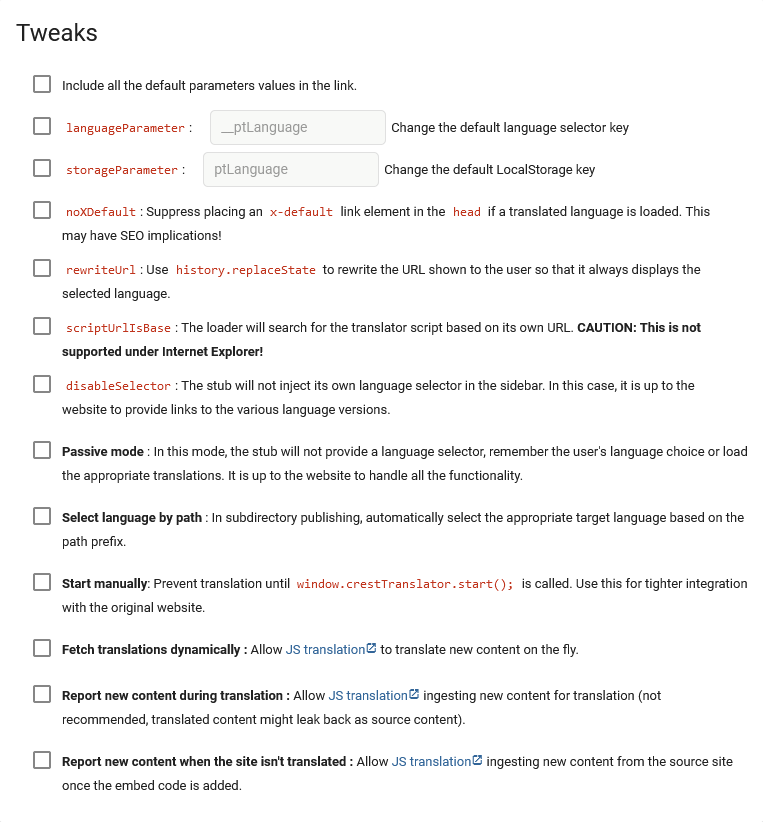 Tweaks
Include all the default parameters values in the link.
languageParameter : __ptLanguage Change the default language selector key
storageParameter : ptLanguage Change the default LocalStorage key
noXDefault : Suppress placing an x-default link element in the head if a translated language is loaded. This
may have SEO implications!
rewriteUrl : Use history.replaceState to rewrite the URL shown to the user so that it always displays the
selected language.
scriptUrlIsBase : The loader will search for the translator script based on its own URL. CAUTION: This is not
supported under Internet Explorer!
disableSelector : The stub will not inject its own language selector in the sidebar. In this case, it is up to the
website to provide links to the various language versions.
Passive mode : In this mode, the stub will not provide a language selector, remember the user's language choice or load
the appropriate translations. It is up to the website to handle all the functionality.
Select language by path : In subdirectory publishing, automatically select the appropriate target language based on the
path prefix.
Start manually: Prevent translation until window.crestTranslator.start(); is called. Use this for tighter integration
with the original website.
Fetch translations dynamically : Allow JS translation to translate new content on the fly.
Report new content during translation : Allow JS translation ingesting new content for translation (not
recommended, translated content might leak back as source content).
Report new content when the site isn't translated : Allow JS translation ingesting new content from the source site
once the embed code is added.